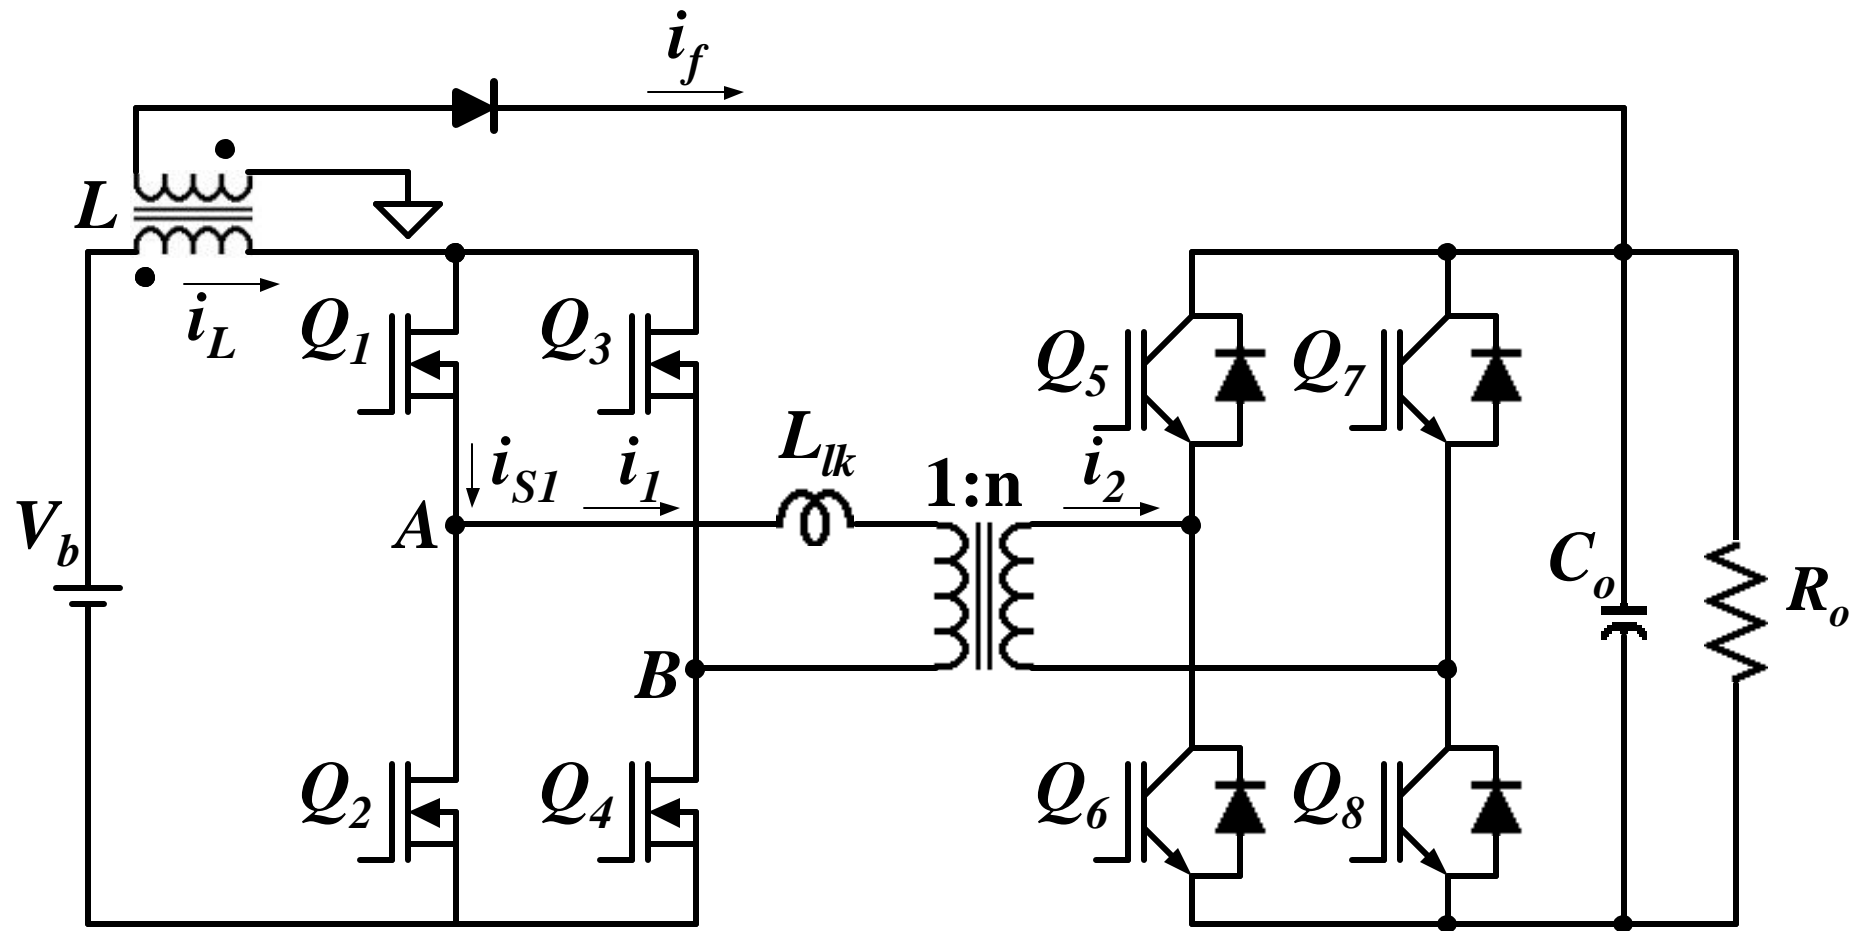 i_f
L
i_L
Q_1
Q_3
Q_5
Q_7
L_lk
i_S1
i_1
1:n
i_2
V_b
A
C_o
R_o
B
Q_2
Q_4
Q_6
Q_8